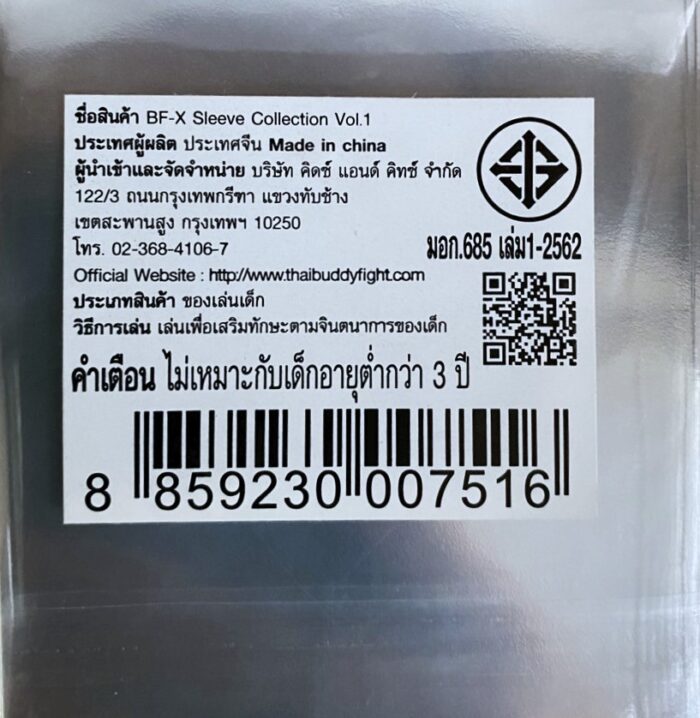 ชื่อสินค้า BF-X Sleeve Collection Vol.1
ประเทศผู้ผลิต ประเทศจีน Made in china
ผู้นำเข้าและจัดจำหน่าย บริษัท คิดซ์ แอนด์ คิทซ์ จำกัด
122/3 ถนนกรุงเทพกรีฑา แขวงทับช้าง
เขตสะพานสูง กรุงเทพฯ 10250
โทร. 02-368-4106-7
Official Website : http://www.thaibuddyfight.com
ประเภทสินค้า ของเล่นเด็ก
วิธีการเล่น เล่นเพื่อเสริมทักษะตามจินตนาการของเด็ก
มอก.685 เล่ม1-2562
คำเตือน ไม่เหมาะกับเด็กอายุต่ำกว่า 3 ปี
8 859230 007516